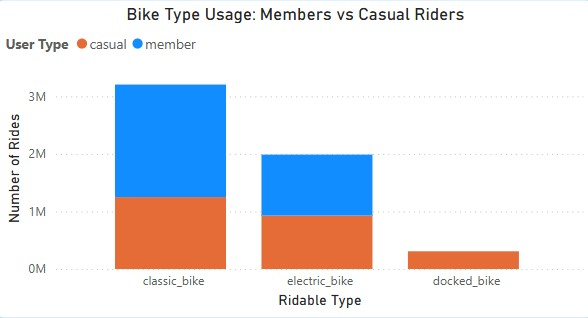 Bike Type Usage: Members vs Casual Riders
User Type casual member
Number of Rides
3M
2M
1M
0M
classic_bike electric_bike docked_bike
Ridable Type